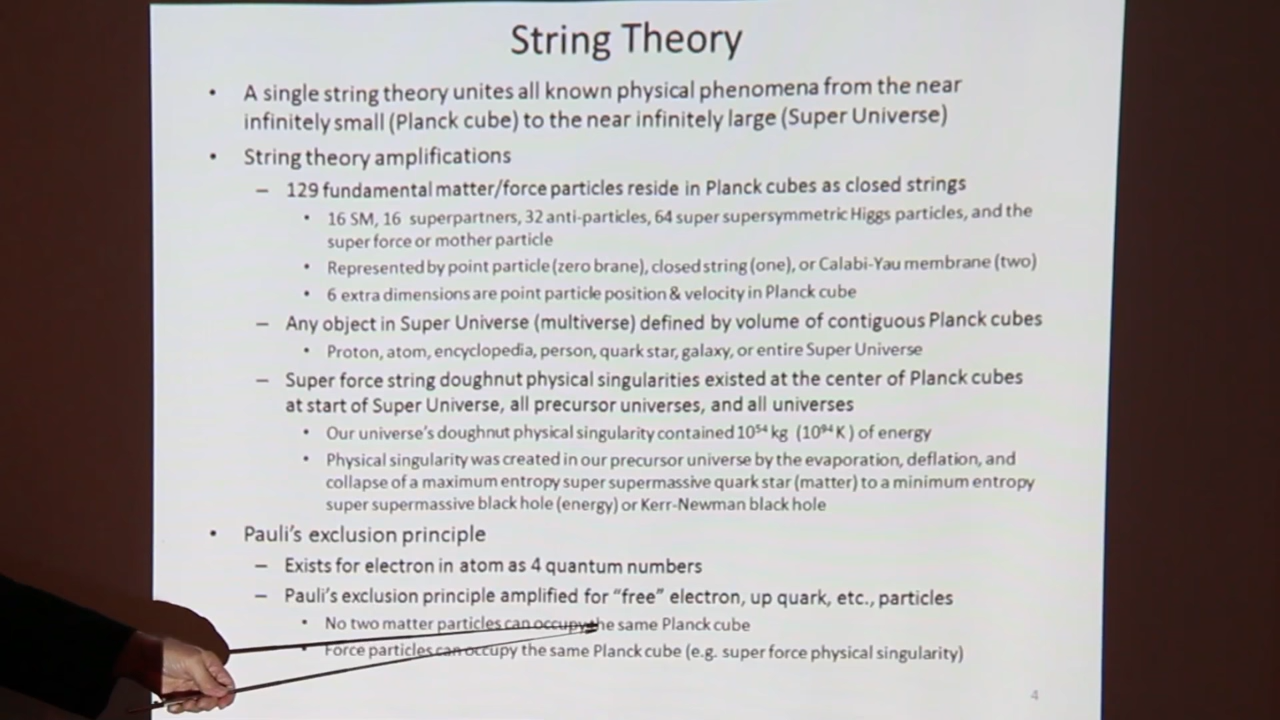 String Theory
• A single string theory unites all known physical phenomena from the near
infinitely small (Planck cube) to the near infinitely large (Super Universe)
• String theory amplifications
– 129 fundamental matter/force particles reside in Planck cubes as closed strings
• 16 SM, 16 superpartners, 32 anti-particles, 64 super supersymmetric Higgs particles, and the
super force or mother particle
• Represented by point particle (zero brane), closed string (one), or Calabi-Yau membrane (two)
• 6 extra dimensions are point particle position & velocity in Planck cube
– Any object in Super Universe (multiverse) defined by volume of contiguous Planck cubes
• Proton, atom, encyclopedia, person, quark star, galaxy, or entire Super Universe
– Super force string doughnut physical singularities existed at the center of Planck cubes
at start of Super Universe, all precursor universes, and all universes
• Our universe's doughnut physical singularity contained 10⁵⁴ kg (10⁹⁴ K) of energy
• Physical singularity was created in our precursor universe by the evaporation, deflation, and
collapse of a maximum entropy super supermassive quark star (matter) to a minimum entropy
super supermassive black hole (energy) or Kerr-Newman black hole
• Pauli's exclusion principle
– Exists for electron in atom as 4 quantum numbers
– Pauli's exclusion principle amplified for "free" electron, up quark, etc., particles
• No two matter particles can occupy the same Planck cube
• Force particles can occupy the same Planck cube (e.g. super force physical singularity)
4